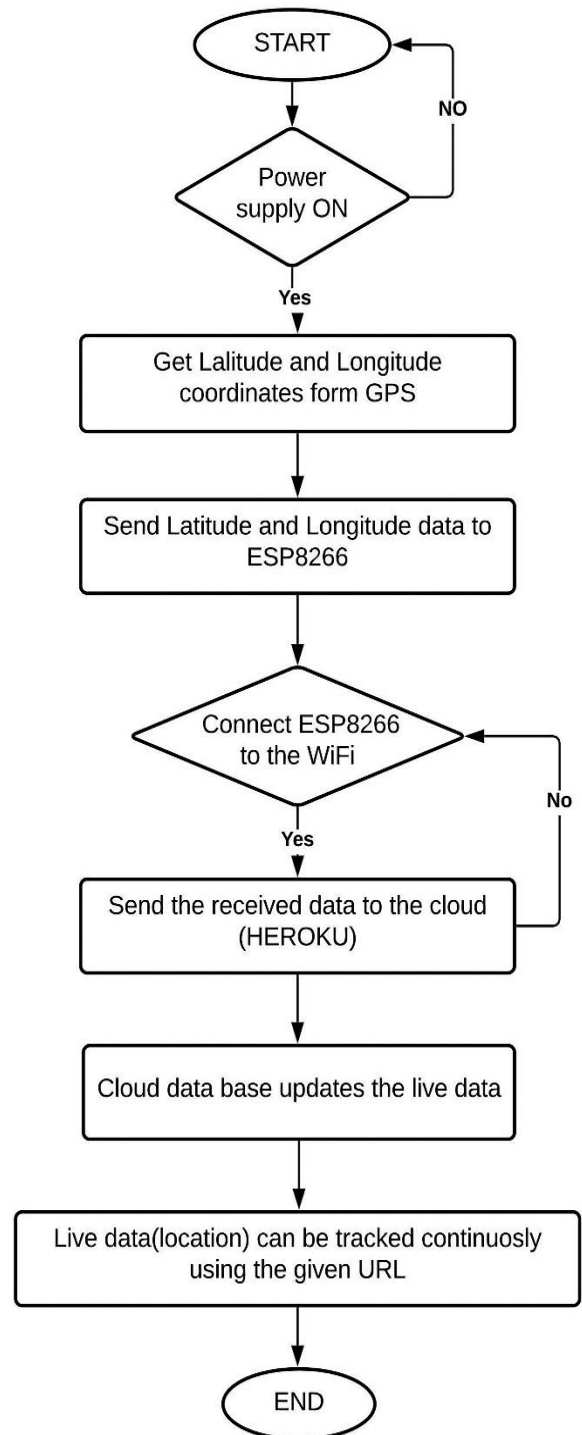 START
NO
Power
supply ON
Yes
Get Lalitude and Longitude
coordinates form GPS
Send Latitude and Longitude data to
ESP8266
Connect ESP8266
to the WiFi
No
Yes
Send the received data to the cloud
(HEROKU)
Cloud data base updates the live data
Live data(location) can be tracked continuosly
using the given URL
END